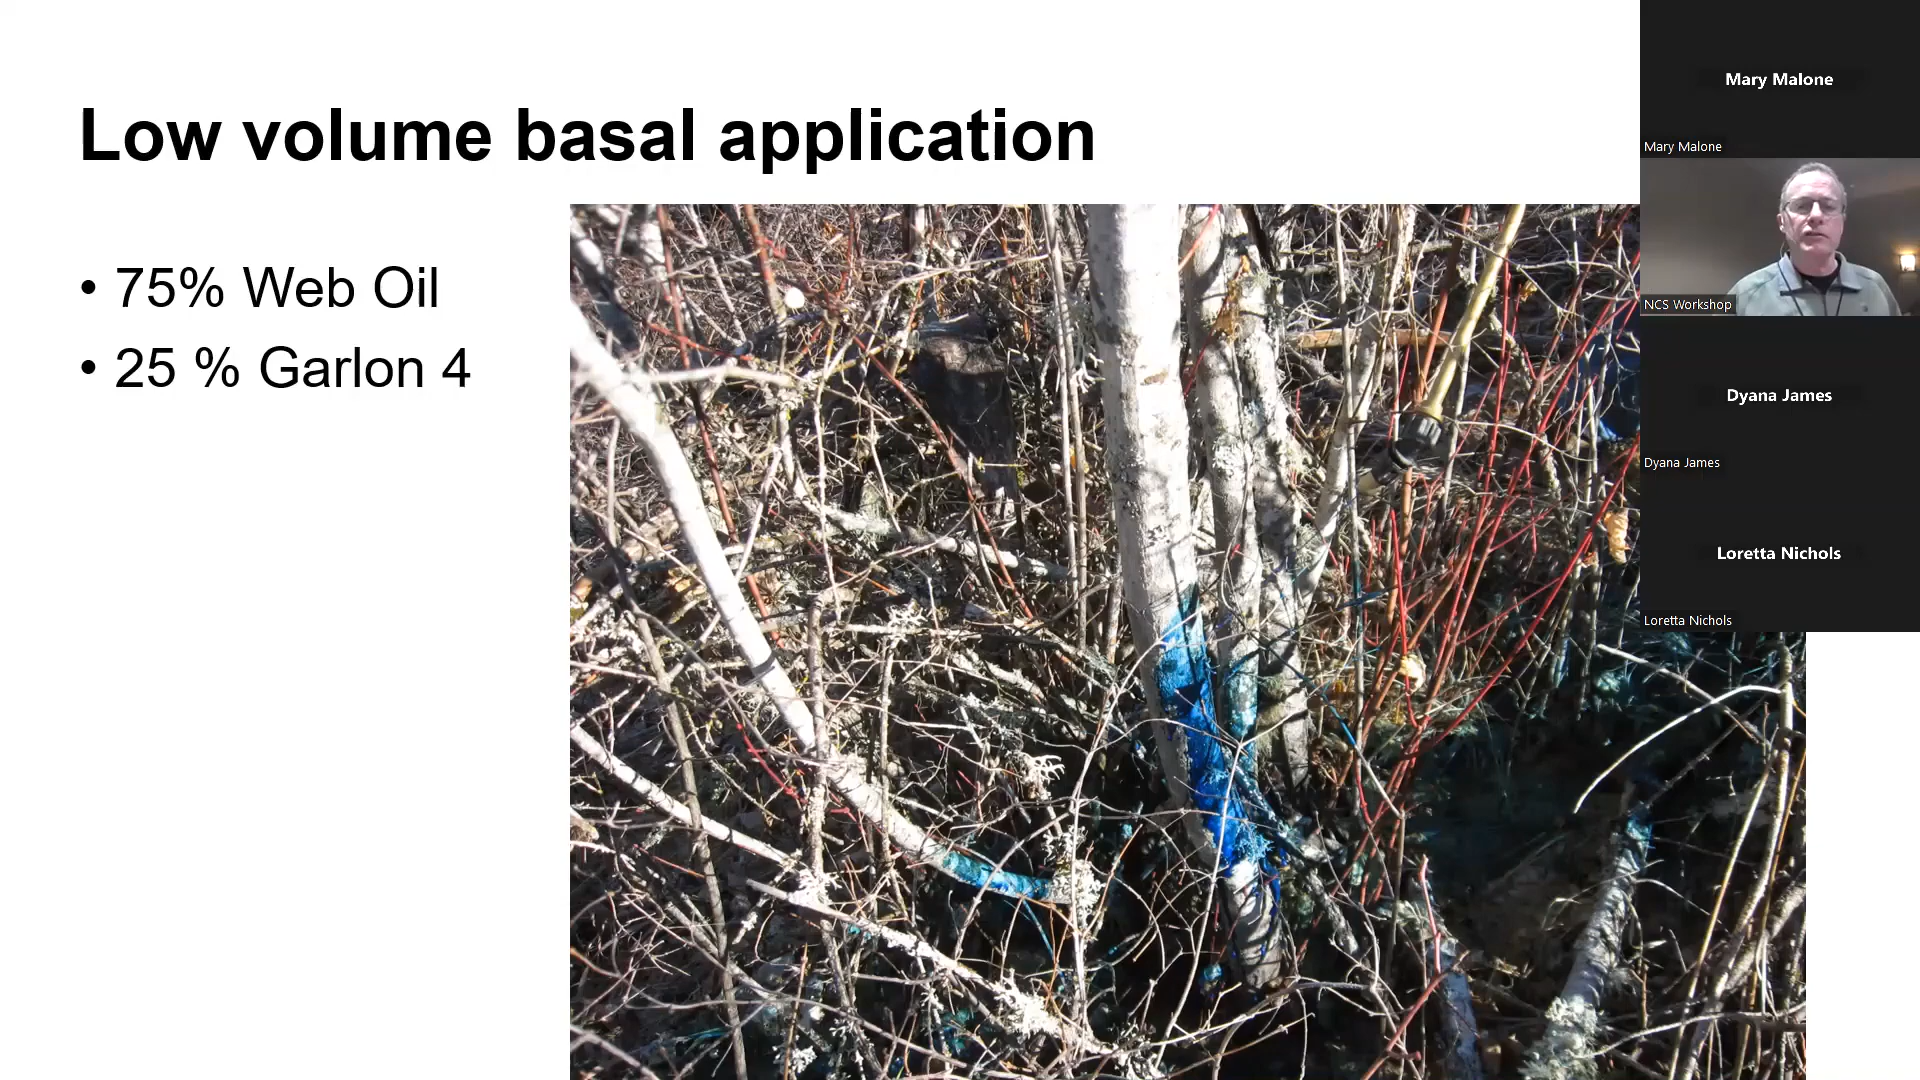 Low volume basal application
• 75% Web Oil
• 25 % Garlon 4
Mary Malone
Mary Malone
NCS Workshop
Dyana James
Dyana James
Loretta Nichols
Loretta Nichols